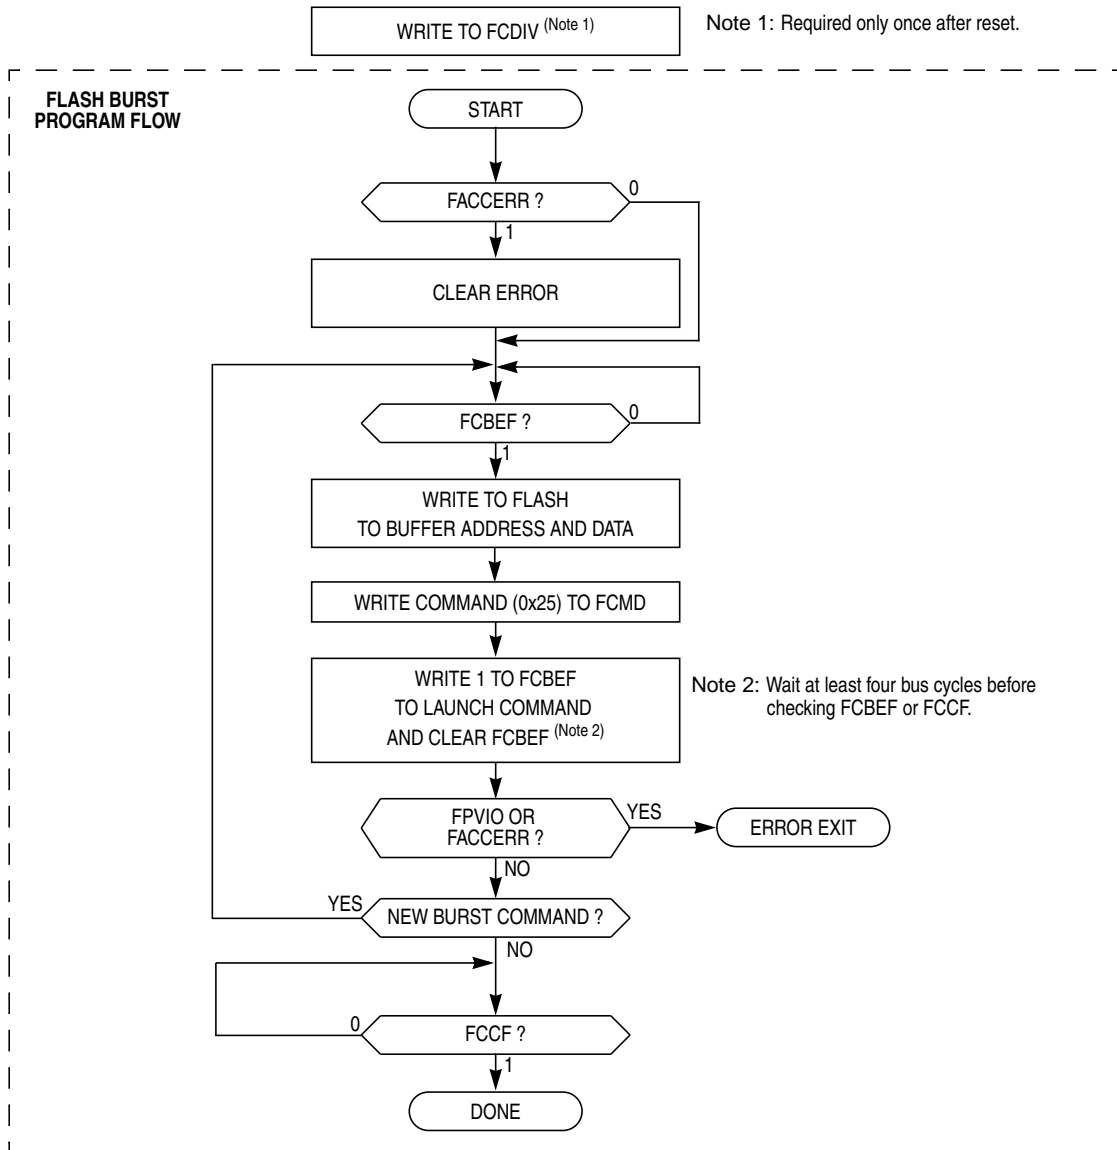 WRITE TO FCDIV (Note 1)
Note 1: Required only once after reset.
FLASH BURST
PROGRAM FLOW
START
FACCERR ?
0
1
CLEAR ERROR
FCBEF ?
0
1
WRITE TO FLASH
TO BUFFER ADDRESS AND DATA
WRITE COMMAND (0x25) TO FCMD
WRITE 1 TO FCBEF
TO LAUNCH COMMAND
AND CLEAR FCBEF (Note 2)
Note 2: Wait at least four bus cycles before
checking FCBEF or FCCF.
FPVIO OR
FACCERR ?
YES
ERROR EXIT
NO
YES
NEW BURST COMMAND ?
NO
0
FCCF ?
1
DONE